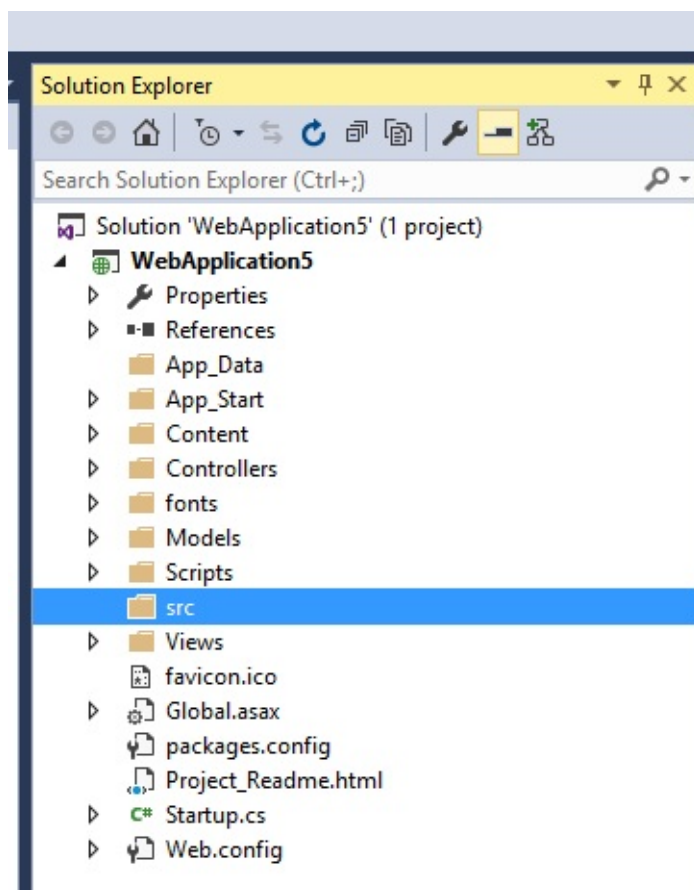 Solution Explorer
Search Solution Explorer (Ctrl+;)
Solution 'WebApplication5' (1 project)
WebApplication5
Properties
References
App_Data
App_Start
Content
Controllers
fonts
Models
Scripts
src
Views
favicon.ico
Global.asax
packages.config
Project_Readme.html
C# Startup.cs
Web.config